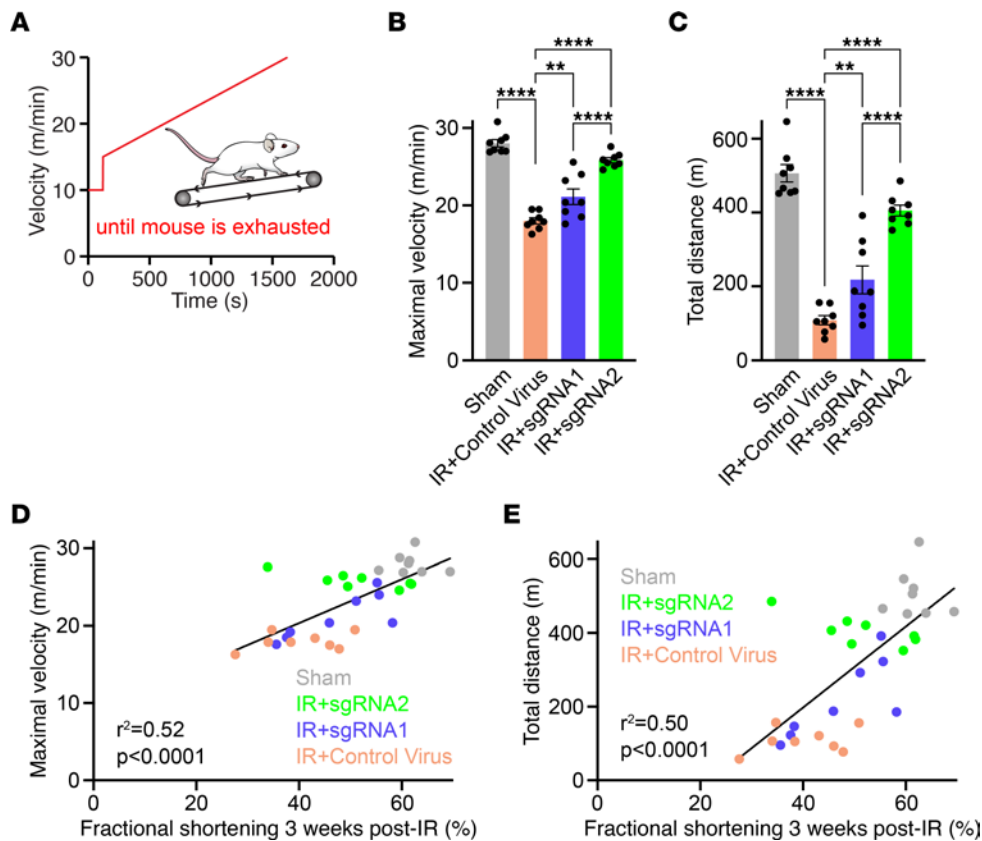 A
30
20
10
0
Velocity (m/min)
until mouse is exhausted
0 500 1000 1500 2000
Time (s)
B
****
** 
**** ****
30
20
10
0
Maximal velocity (m/min)
Sham
IR+Control Virus
IR+sgRNA1
IR+sgRNA2
C
****
**
**** ****
600
400
200
0
Total distance (m)
Sham
IR+Control Virus
IR+sgRNA1
IR+sgRNA2
D
30
20
10
0
Maximal velocity (m/min)
Sham
IR+sgRNA2
IR+sgRNA1
IR+Control Virus
r²=0.52
p<0.0001
0 20 40 60
Fractional shortening 3 weeks post-IR (%)
E
600
400
200
0
Total distance (m)
Sham
IR+sgRNA2
IR+sgRNA1
IR+Control Virus
r²=0.50
p<0.0001
0 20 40 60
Fractional shortening 3 weeks post-IR (%)